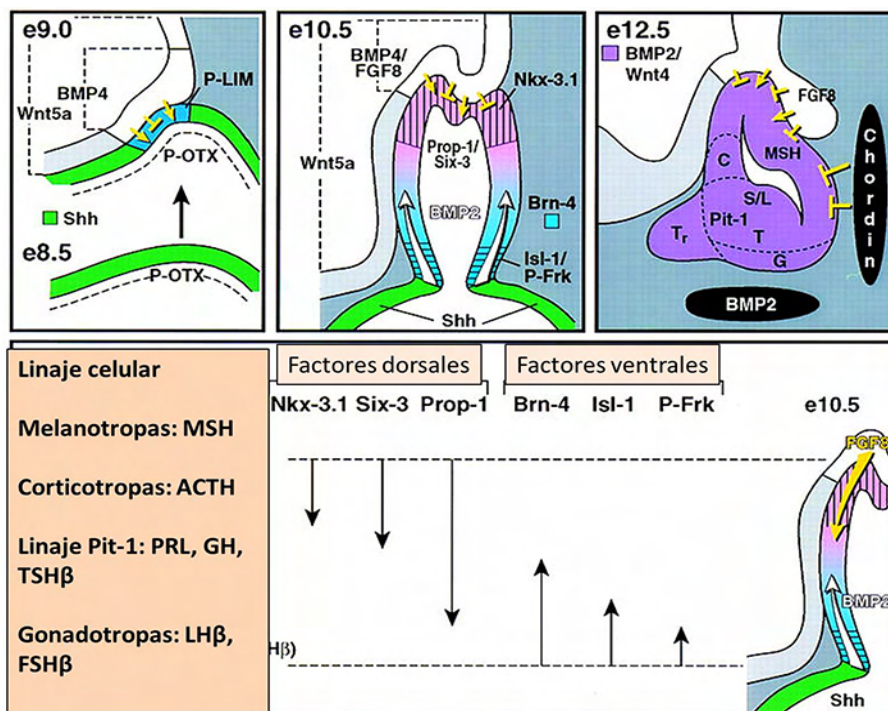 e9.0
P-LIM
BMP4
Wnt5a
P-OTX
Shh
e8.5
P-OTX
e10.5
BMP4/
FGF8
Nkx-3.1
Wnt5a
Prop-1/
Six-3
BMP2
Brn-4
Isl-1/
P-Frk
Shh
e12.5
BMP2/
Wnt4
FGF8
MSH
C
S/L
Pit-1
Tr
T
G
Chordin
BMP2
Linaje celular
Melanotropas: MSH
Corticotropas: ACTH
Linaje Pit-1: PRL, GH,
TSHβ
Gonadotropas: LHβ,
FSHβ
Factores dorsales
Factores ventrales
Nkx-3.1 Six-3 Prop-1 Brn-4 Isl-1 P-Frk
Hβ)
e10.5
FGF8
BMP2
Shh